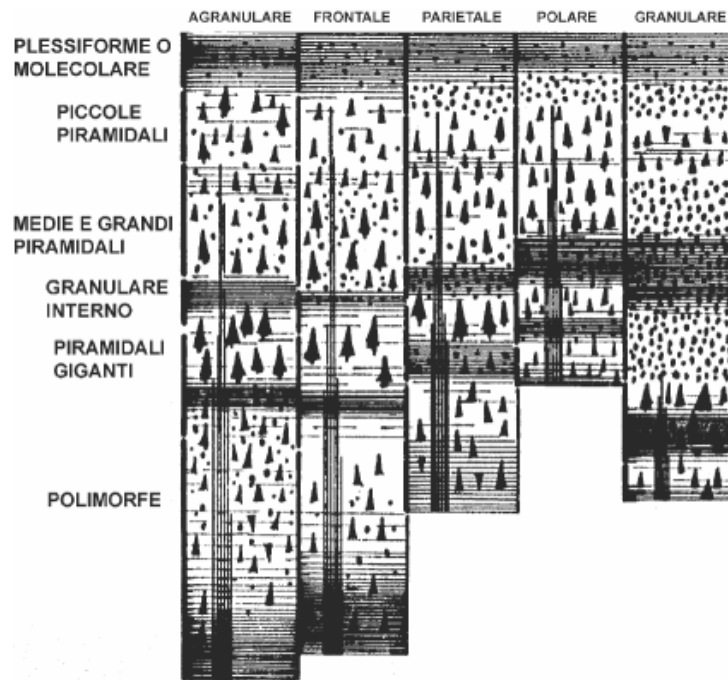 AGRANULARE FRONTALE PARIETALE POLARE GRANULARE
PLESSIFORME O
MOLECOLARE
PICCOLE
PIRAMIDALI
MEDIE E GRANDI
PIRAMIDALI
GRANULARE
INTERNO
PIRAMIDALI
GIGANTI
POLIMORFE